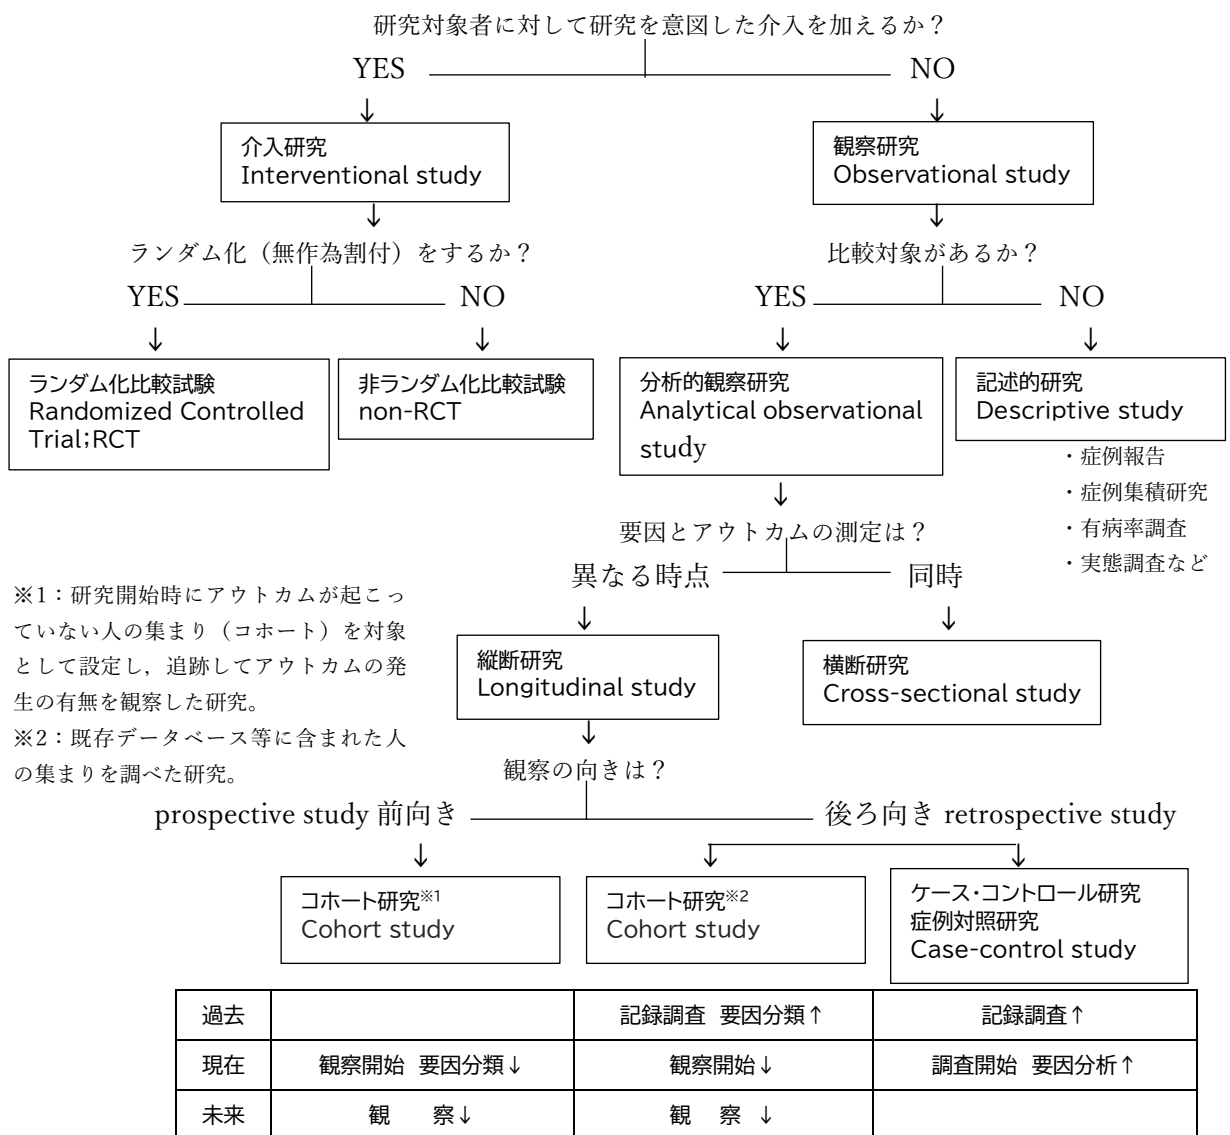 研究対象者に対して研究を意図した介入を加えるか？
YES NO
↓ ↓
介入研究
Interventional study
観察研究
Observational study
↓ ↓
ランダム化（無作為割付）をするか？
比較対象があるか？
YES NO
YES NO
↓ ↓ ↓ ↓
ランダム化比較試験
Randomized Controlled
Trial;RCT
非ランダム化比較試験
non-RCT
分析的観察研究
Analytical observational
study
記述的研究
Descriptive study
・症例報告
・症例集積研究
・有病率調査
・実態調査など
↓
要因とアウトカムの測定は？
異なる時点 同時
↓ ↓
※1：研究開始時にアウトカムが起こっ
ていない人の集まり（コホート）を対象
として設定し，追跡してアウトカムの発
生の有無を観察した研究。
※2：既存データベース等に含まれた人
の集まりを調べた研究。
縦断研究
Longitudinal study
横断研究
Cross-sectional study
↓
観察の向きは？
prospective study 前向き 後ろ向き retrospective study
↓ ↓ ↓
コホート研究※1
Cohort study
コホート研究※2
Cohort study
ケース・コントロール研究
症例対照研究
Case-control study
過去 記録調査 要因分類↑ 記録調査↑
現在 観察開始 要因分類↓ 観察開始↓ 調査開始 要因分析↑
未来 観 察↓ 観 察 ↓